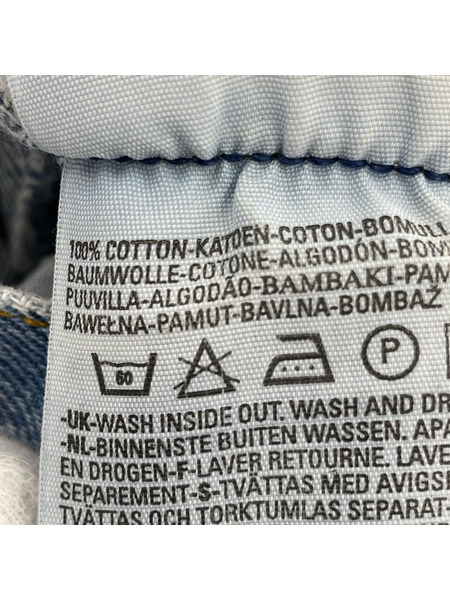 100% COTTON-KATOEN-COTON-BOMULL
BAUMWOLLE-COTONE-ALGODÓN-BOM
PUUVILLA-ALGODÃO-BAMBAKI-PAM
BAWEŁNA-PAMUT-BAVLNA-BOMBAŽ
60 P
-UK-WASH INSIDE OUT. WASH AND DR
-NL-BINNENSTE BUITEN WASSEN. APA
EN DROGEN-F-LAVER RETOURNE. LAVE
SEPAREMENT-S-TVÄTTAS MED AVIGS
TVÄTTAS OCH TORKTUMLAS SEPARAT-